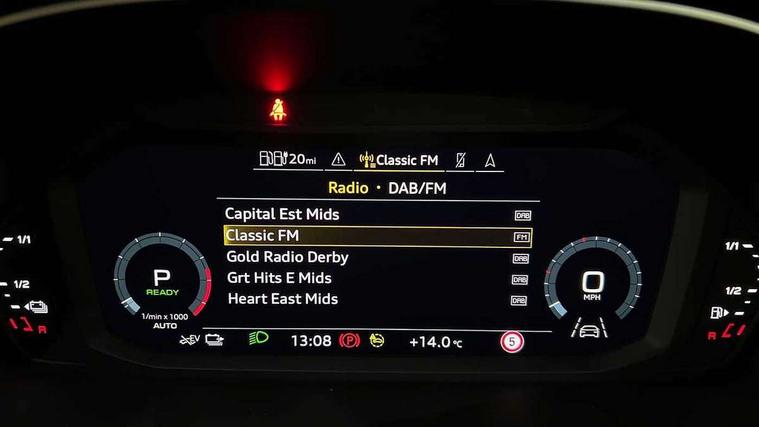 20mi Classic FM
Radio • DAB/FM
Capital Est Mids DAB
Classic FM FM
Gold Radio Derby DAB
Grt Hits E Mids DAB
Heart East Mids DAB
1/1
1/2
R
P
READY
1/min x 1000
AUTO
0
MPH
1/1
1/2
R
EV 13:08 (P) +14.0°C 5